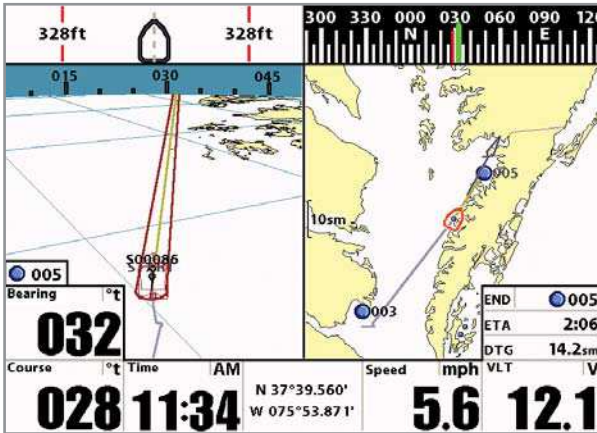 328ft 328ft
300 330 000 030 060 090 120
N E
015 030 045
005
10sm
S00086
START
005
003
Bearing °t
032
END 005
ETA 2:06
DTG 14.2sm
Course °t
028
Time AM
11:34
N 37°39.560'
W 075°53.871'
Speed mph
5.6
VLT V
12.1